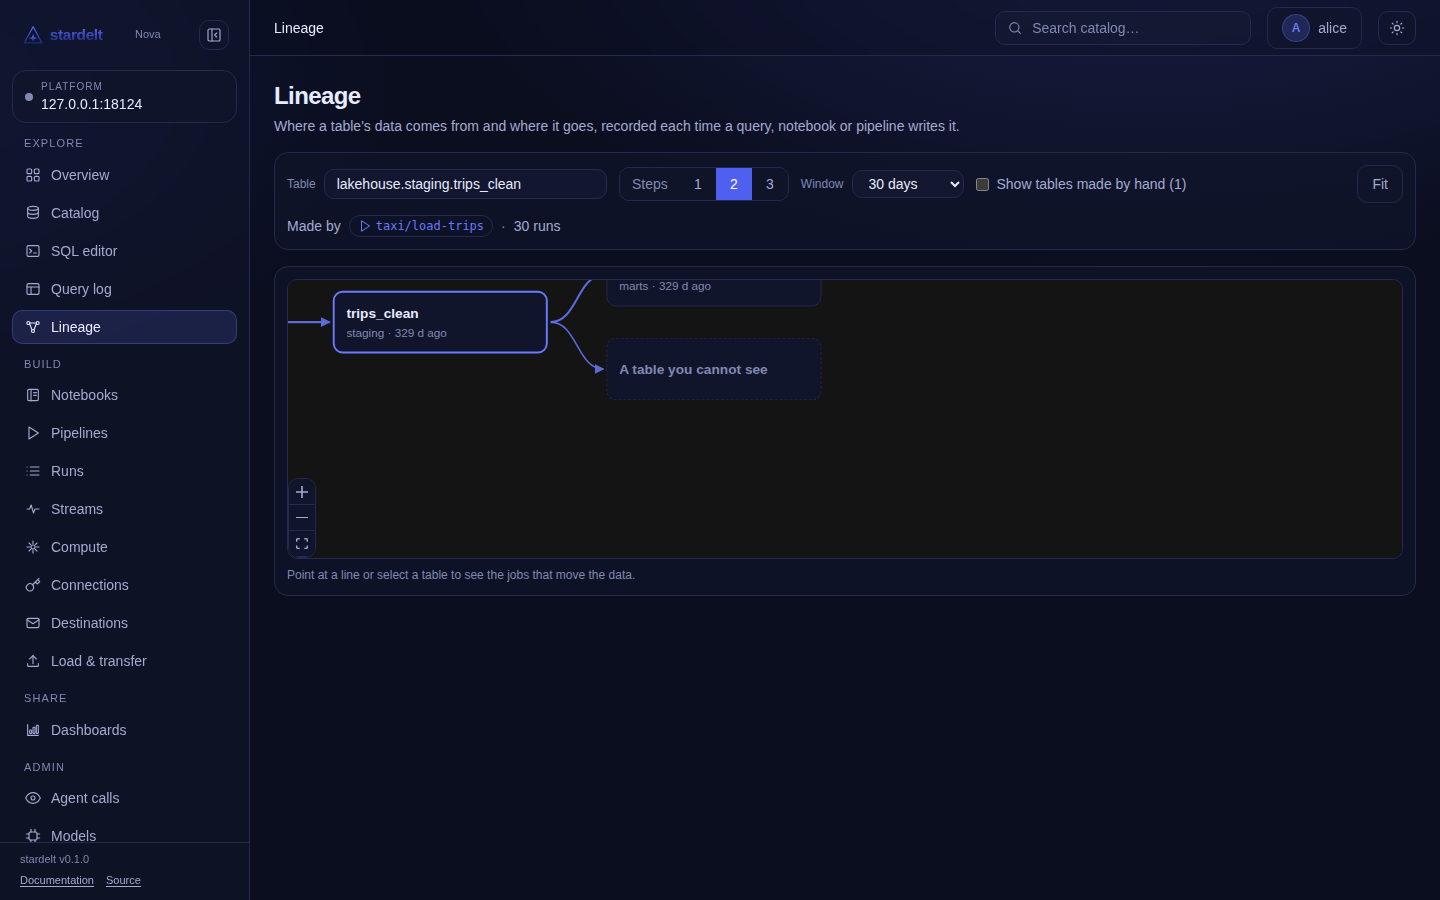 stardelt
Nova
PLATFORM
127.0.0.1:18124
EXPLORE
Overview
Catalog
SQL editor
Query log
Lineage
BUILD
Notebooks
Pipelines
Runs
Streams
Compute
Connections
Destinations
Load & transfer
SHARE
Dashboards
ADMIN
Agent calls
Models
stardelt v0.1.0
Documentation Source
Lineage
Search catalog…
A alice
Lineage
Where a table's data comes from and where it goes, recorded each time a query, notebook or pipeline writes it.
Table lakehouse.staging.trips_clean Steps 1 2 3 Window 30 days Show tables made by hand (1) Fit
Made by taxi/load-trips · 30 runs
marts · 329 d ago
trips_clean
staging · 329 d ago
A table you cannot see
Point at a line or select a table to see the jobs that move the data.